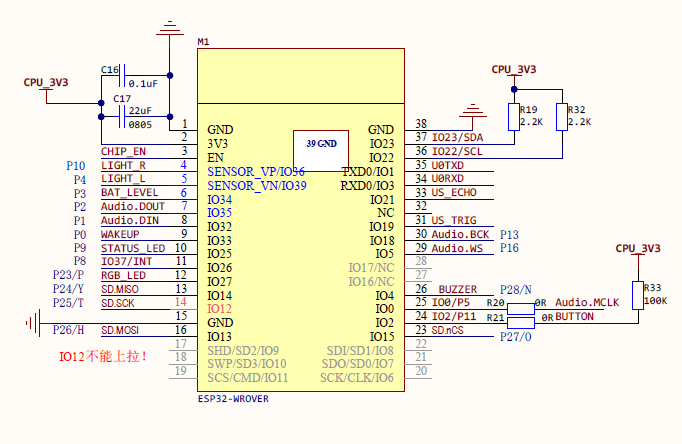 M1
CPU_3V3
C16
0.1uF
C17
22uF
0805
CPU_3V3
R19
2.2K
R32
2.2K
39 GND
1 GND
2 3V3
CHIP_EN 3 EN
P10 LIGHT_R 4 SENSOR_VP/IO36
P4 LIGHT_L 5 SENSOR_VN/IO39
P3 BAT_LEVEL 6 IO34
P2 Audio.DOUT 7 IO35
P1 Audio.DIN 8 IO32
P0 WAKEUP 9 IO33
P9 STATUS_LED 10 IO25
P8 IO37/INT 11 IO26
P23/P RGB_LED 12 IO27
P24/Y SD.MISO 13 IO14
P25/T SD.SCK 14 IO12
15 GND
P26/H SD.MOSI 16 IO13
17 SHD/SD2/IO9
18 SWP/SD3/IO10
19 SCS/CMD/IO11
IO12不能上拉!
GND 38
IO23 37 IO23/SDA
IO22 36 IO22/SCL
TXD0/IO1 35 U0TXD
RXD0/IO3 34 U0RXD
IO21 33 US_ECHO
NC 32
IO19 31 US_TRIG
IO18 30 Audio.BCK P13
IO5 29 Audio.WS P16
IO17/NC 28
IO16/NC 27
IO4 26 BUZZER P28/N
IO0 25 IO0/P5 R20 0R Audio.MCLK
IO2 24 IO2/P11 R21 0R BUTTON
IO15 23 SD.nCS P27/O
SDI/SD1/IO8 22
SDO/SD0/IO7 21
SCK/CLK/IO6 20
CPU_3V3
R33
100K
ESP32-WROVER